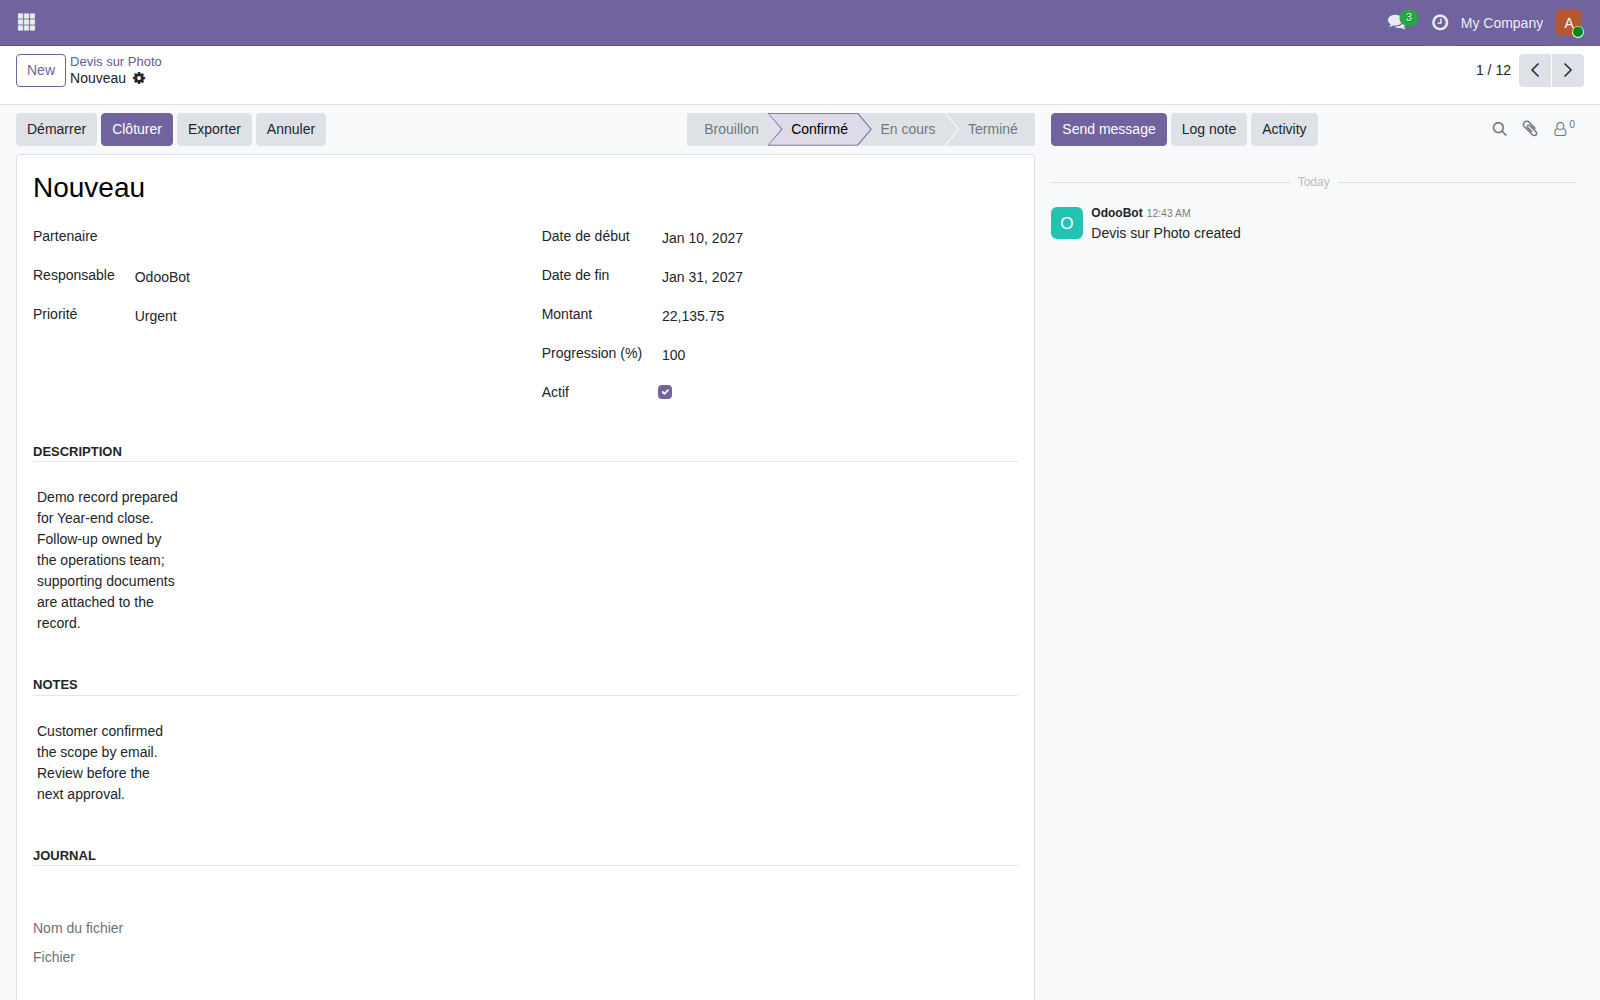 3
My Company
A
New
Devis sur Photo
Nouveau
1 / 12
Démarrer
Clôturer
Exporter
Annuler
Brouillon
Confirmé
En cours
Terminé
Send message
Log note
Activity
0
Nouveau
Partenaire
Responsable
OdooBot
Priorité
Urgent
Date de début
Jan 10, 2027
Date de fin
Jan 31, 2027
Montant
22,135.75
Progression (%)
100
Actif
DESCRIPTION
Demo record prepared
for Year-end close.
Follow-up owned by
the operations team;
supporting documents
are attached to the
record.
NOTES
Customer confirmed
the scope by email.
Review before the
next approval.
JOURNAL
Nom du fichier
Fichier
Today
O
OdooBot 12:43 AM
Devis sur Photo created